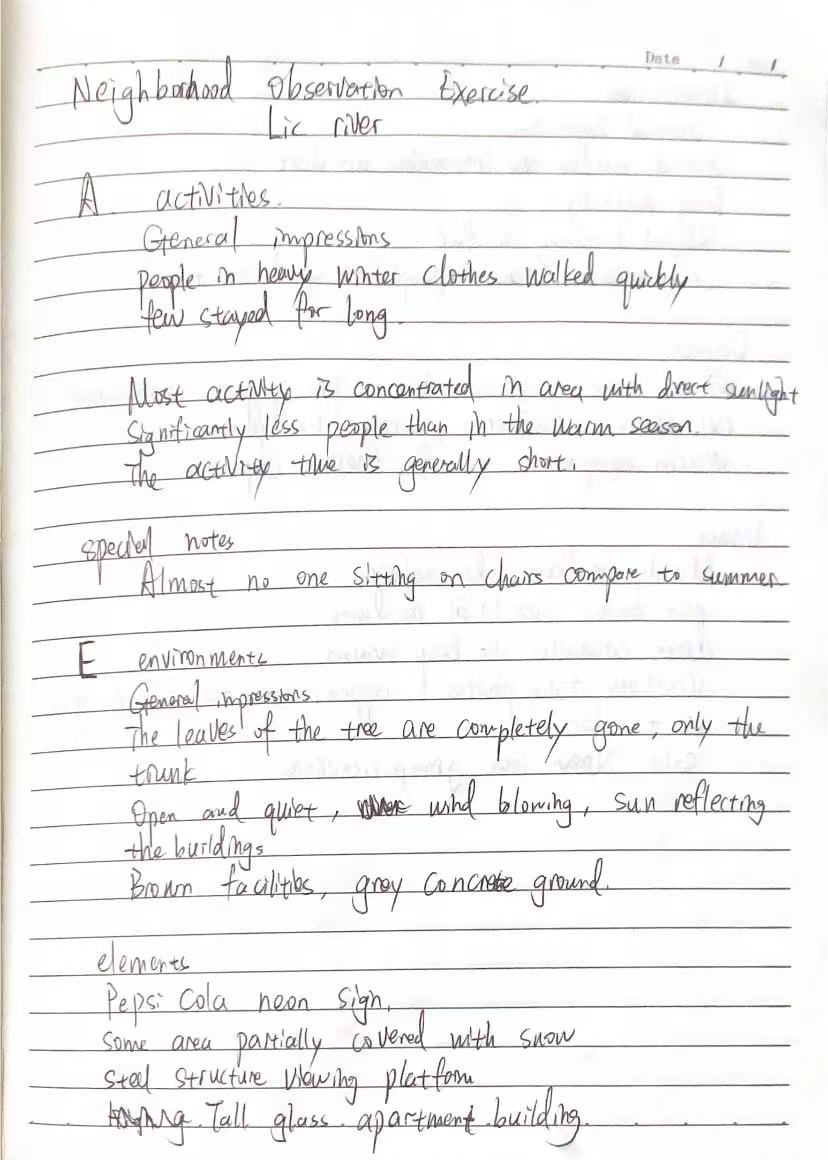 Date / /
Neighborhood Observation Exercise.
Lic river
A activities.
General impressions
people in heavy winter clothes walked quickly
few stayed for long.
Most activity is concentrated in area with direct sunlight
Significantly less people than in the warm season.
The activity time is generally short.
special notes
Almost no one sitting on chairs compare to summer
E environments
General impressions.
The leaves of the tree are completely gone, only the
trunk
Open and quiet, wind blowing, sun reflecting
the buildings
Brown facilities, grey concrete ground.
elements
Pepsi Cola neon sign,
some area partially covered with snow
steel structure viewing platform
Tall glass apartment building.